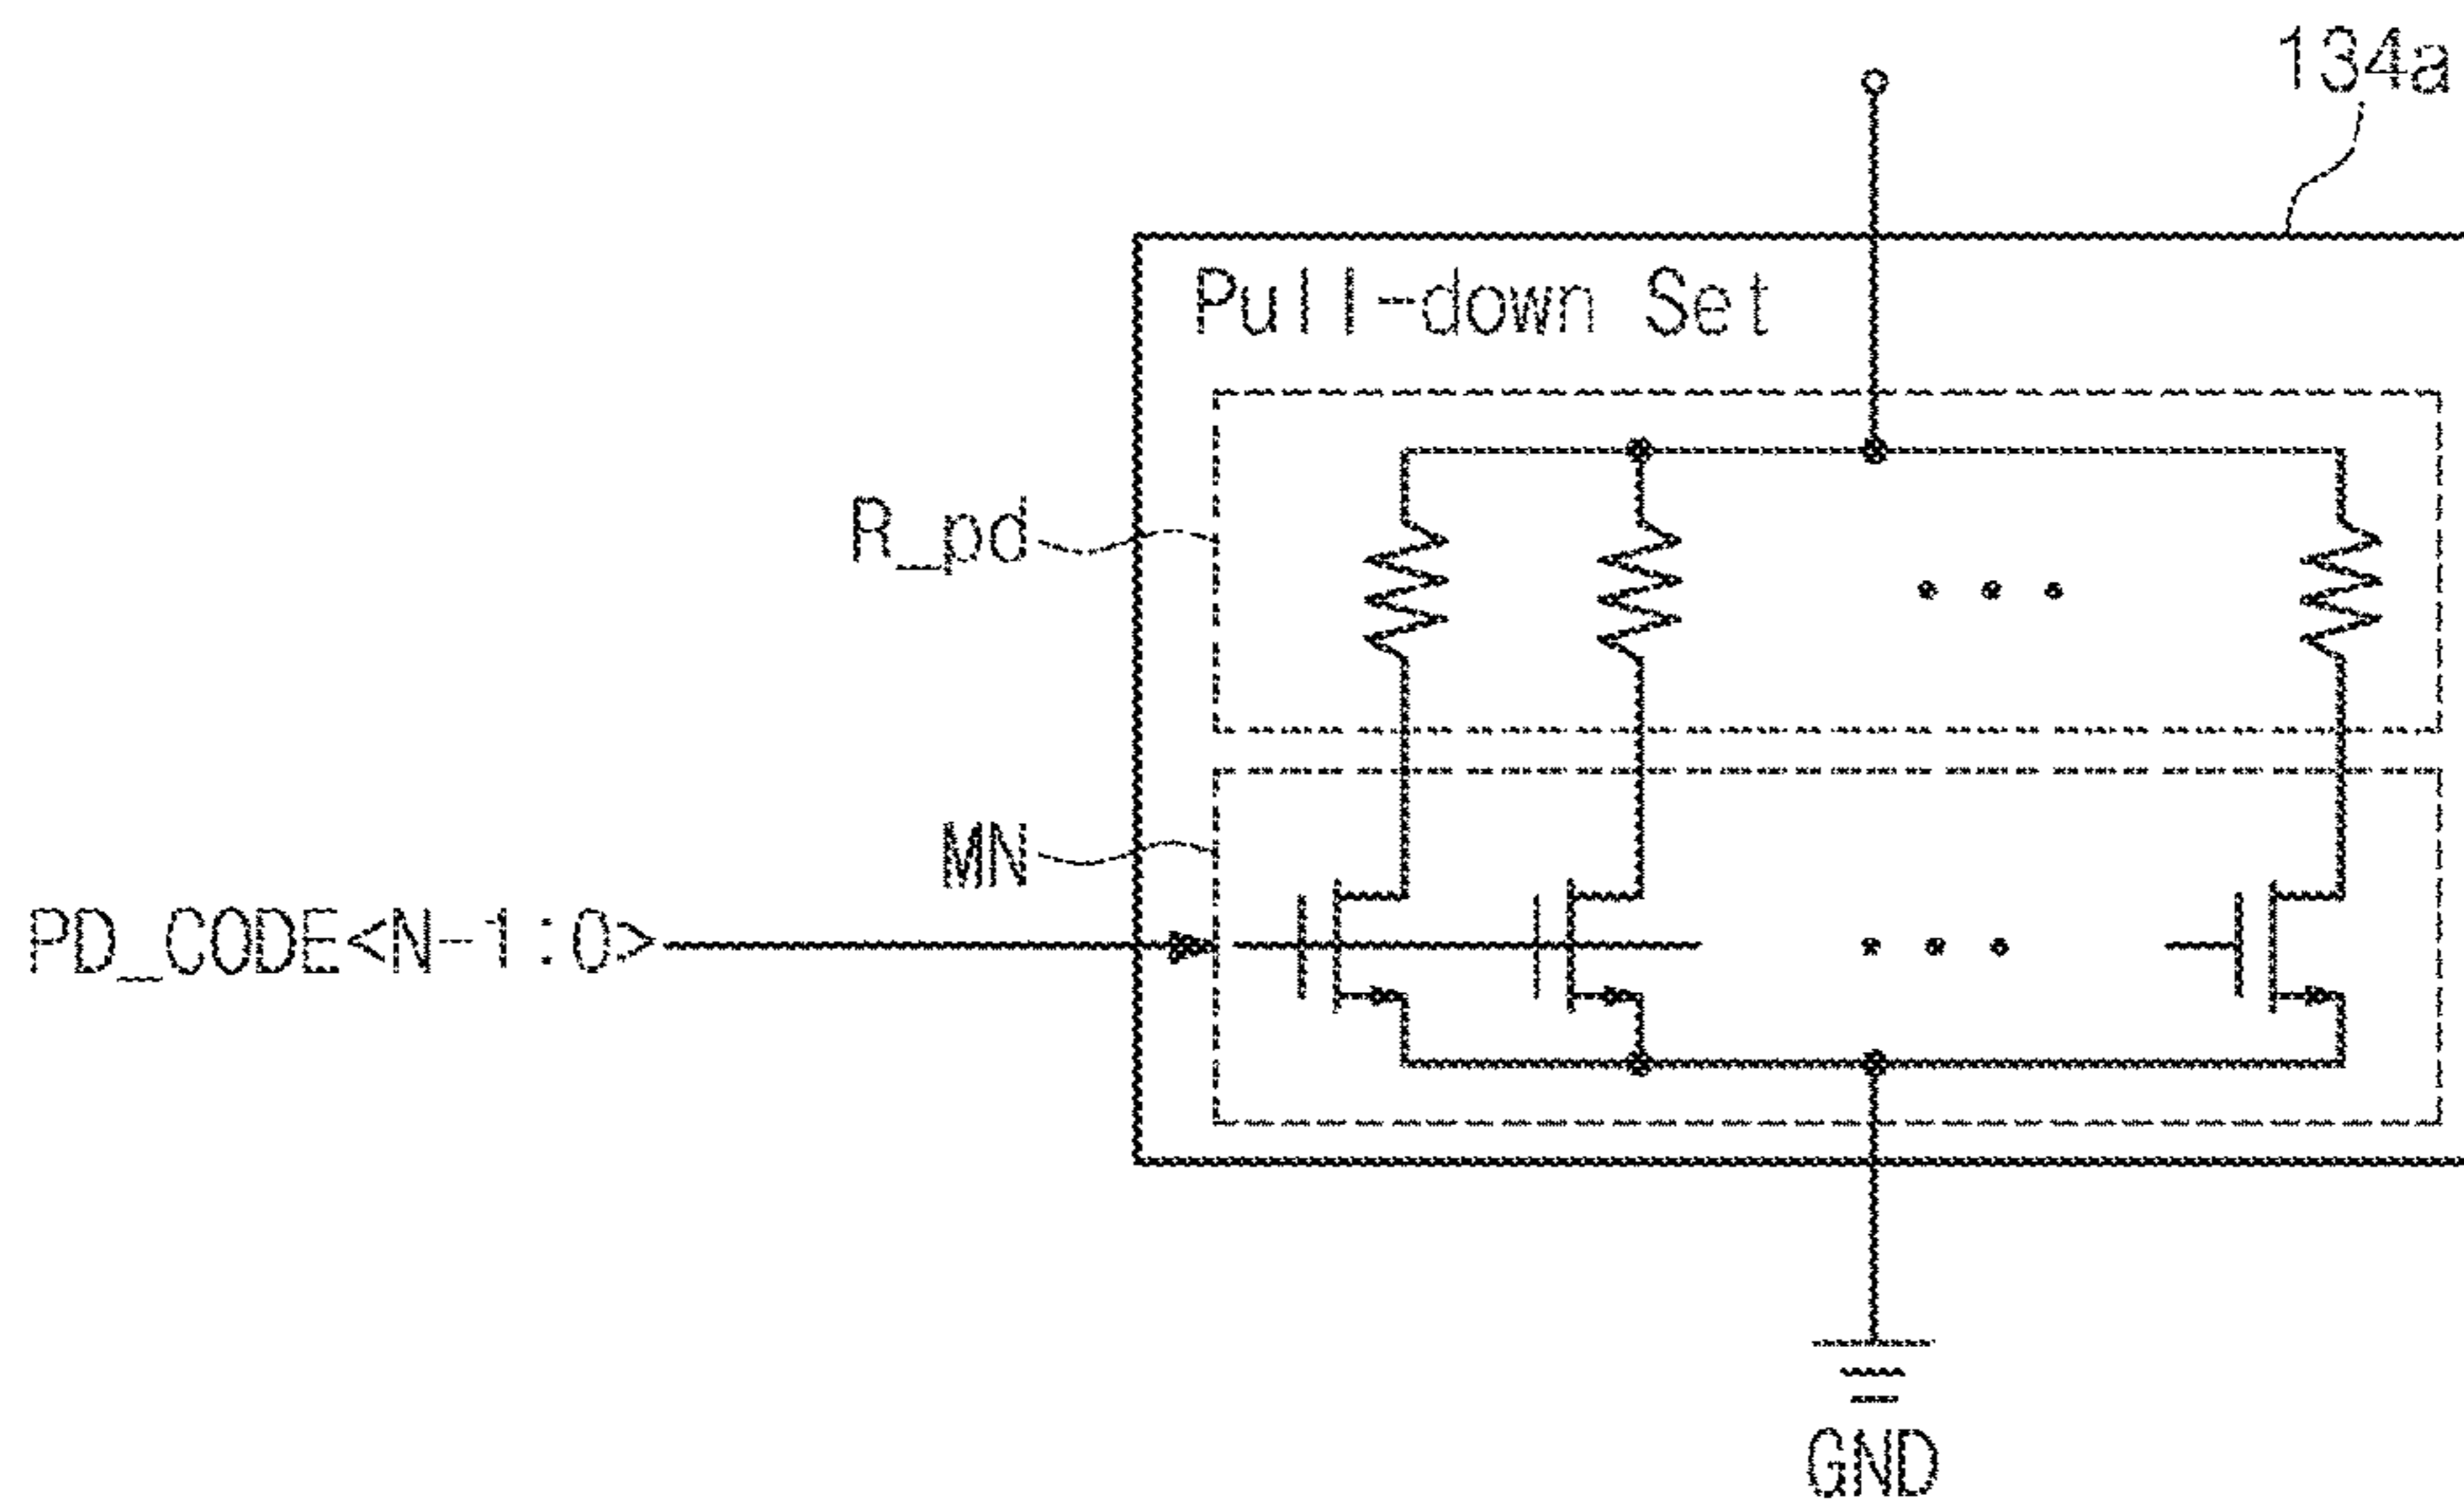 134a
Pull-down Set
R_pd
MN
PD_CODE<N-1:0>
GND